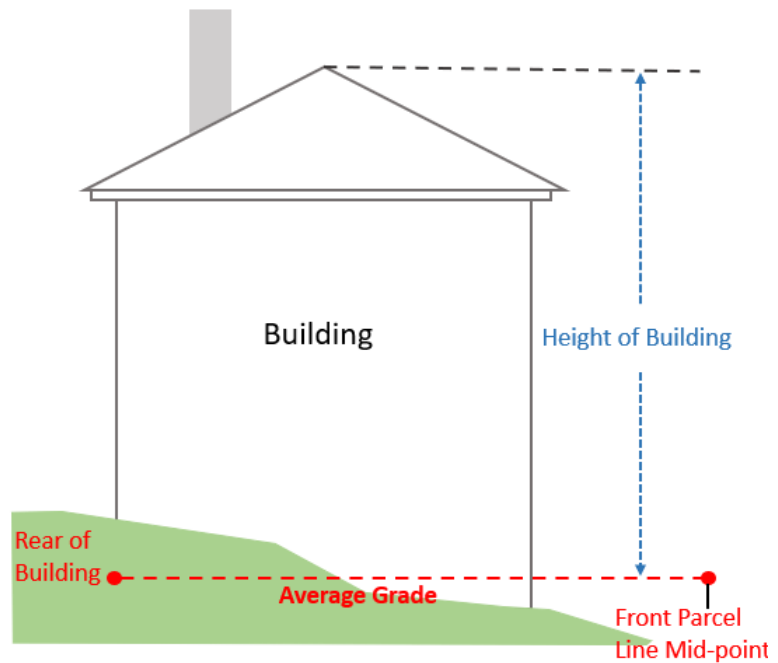 Building
Height of Building
Rear of
Building
Average Grade
Front Parcel
Line Mid-point